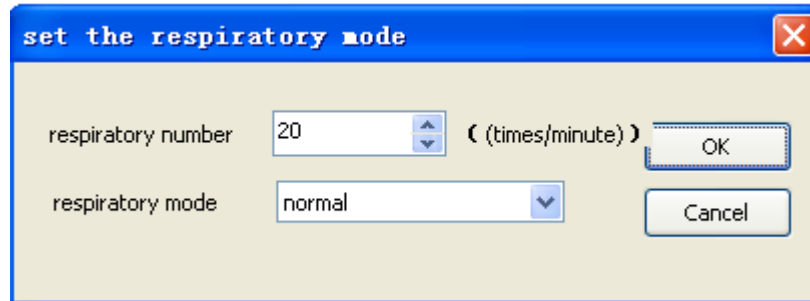 set the respiratory mode
respiratory number 20 ( (times/minute) ) OK
respiratory mode normal Cancel